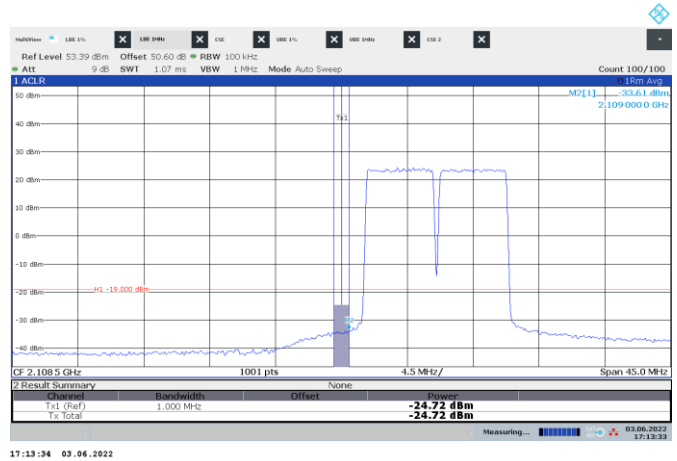 MultiView LBE 1% LBE 1MHz CSE UBE 1% UBE 1MHz CSE 2
Ref Level 53.39 dBm Offset 50.60 dB RBW 100 kHz
Att 9 dB SWT 1.07 ms VBW 1 MHz Mode Auto Sweep Count 100/100
1 ACLR 1Rm Avg
M2[1] -33.61 dBm
2.109 000 0 GHz
50 dBm
Tx1
40 dBm
30 dBm
20 dBm
10 dBm
0 dBm
-10 dBm
H1 -19.000 dBm
-20 dBm
M2
-30 dBm
-40 dBm
CF 2.1085 GHz 1001 pts 4.5 MHz/ Span 45.0 MHz
2 Result Summary None
Channel Bandwidth Offset Power
Tx1 (Ref) 1.000 MHz -24.72 dBm
Tx Total -24.72 dBm
Measuring... 03.06.2022
17:13:33
17:13:34 03.06.2022